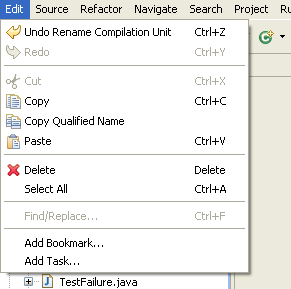 Edit Source Refactor Navigate Search Project
Undo Rename Compilation Unit Ctrl+Z
Redo Ctrl+Y
Cut Ctrl+X
Copy Ctrl+C
Copy Qualified Name
Paste Ctrl+V
Delete Delete
Select All Ctrl+A
Find/Replace... Ctrl+F
Add Bookmark...
Add Task...
TestFailure.java